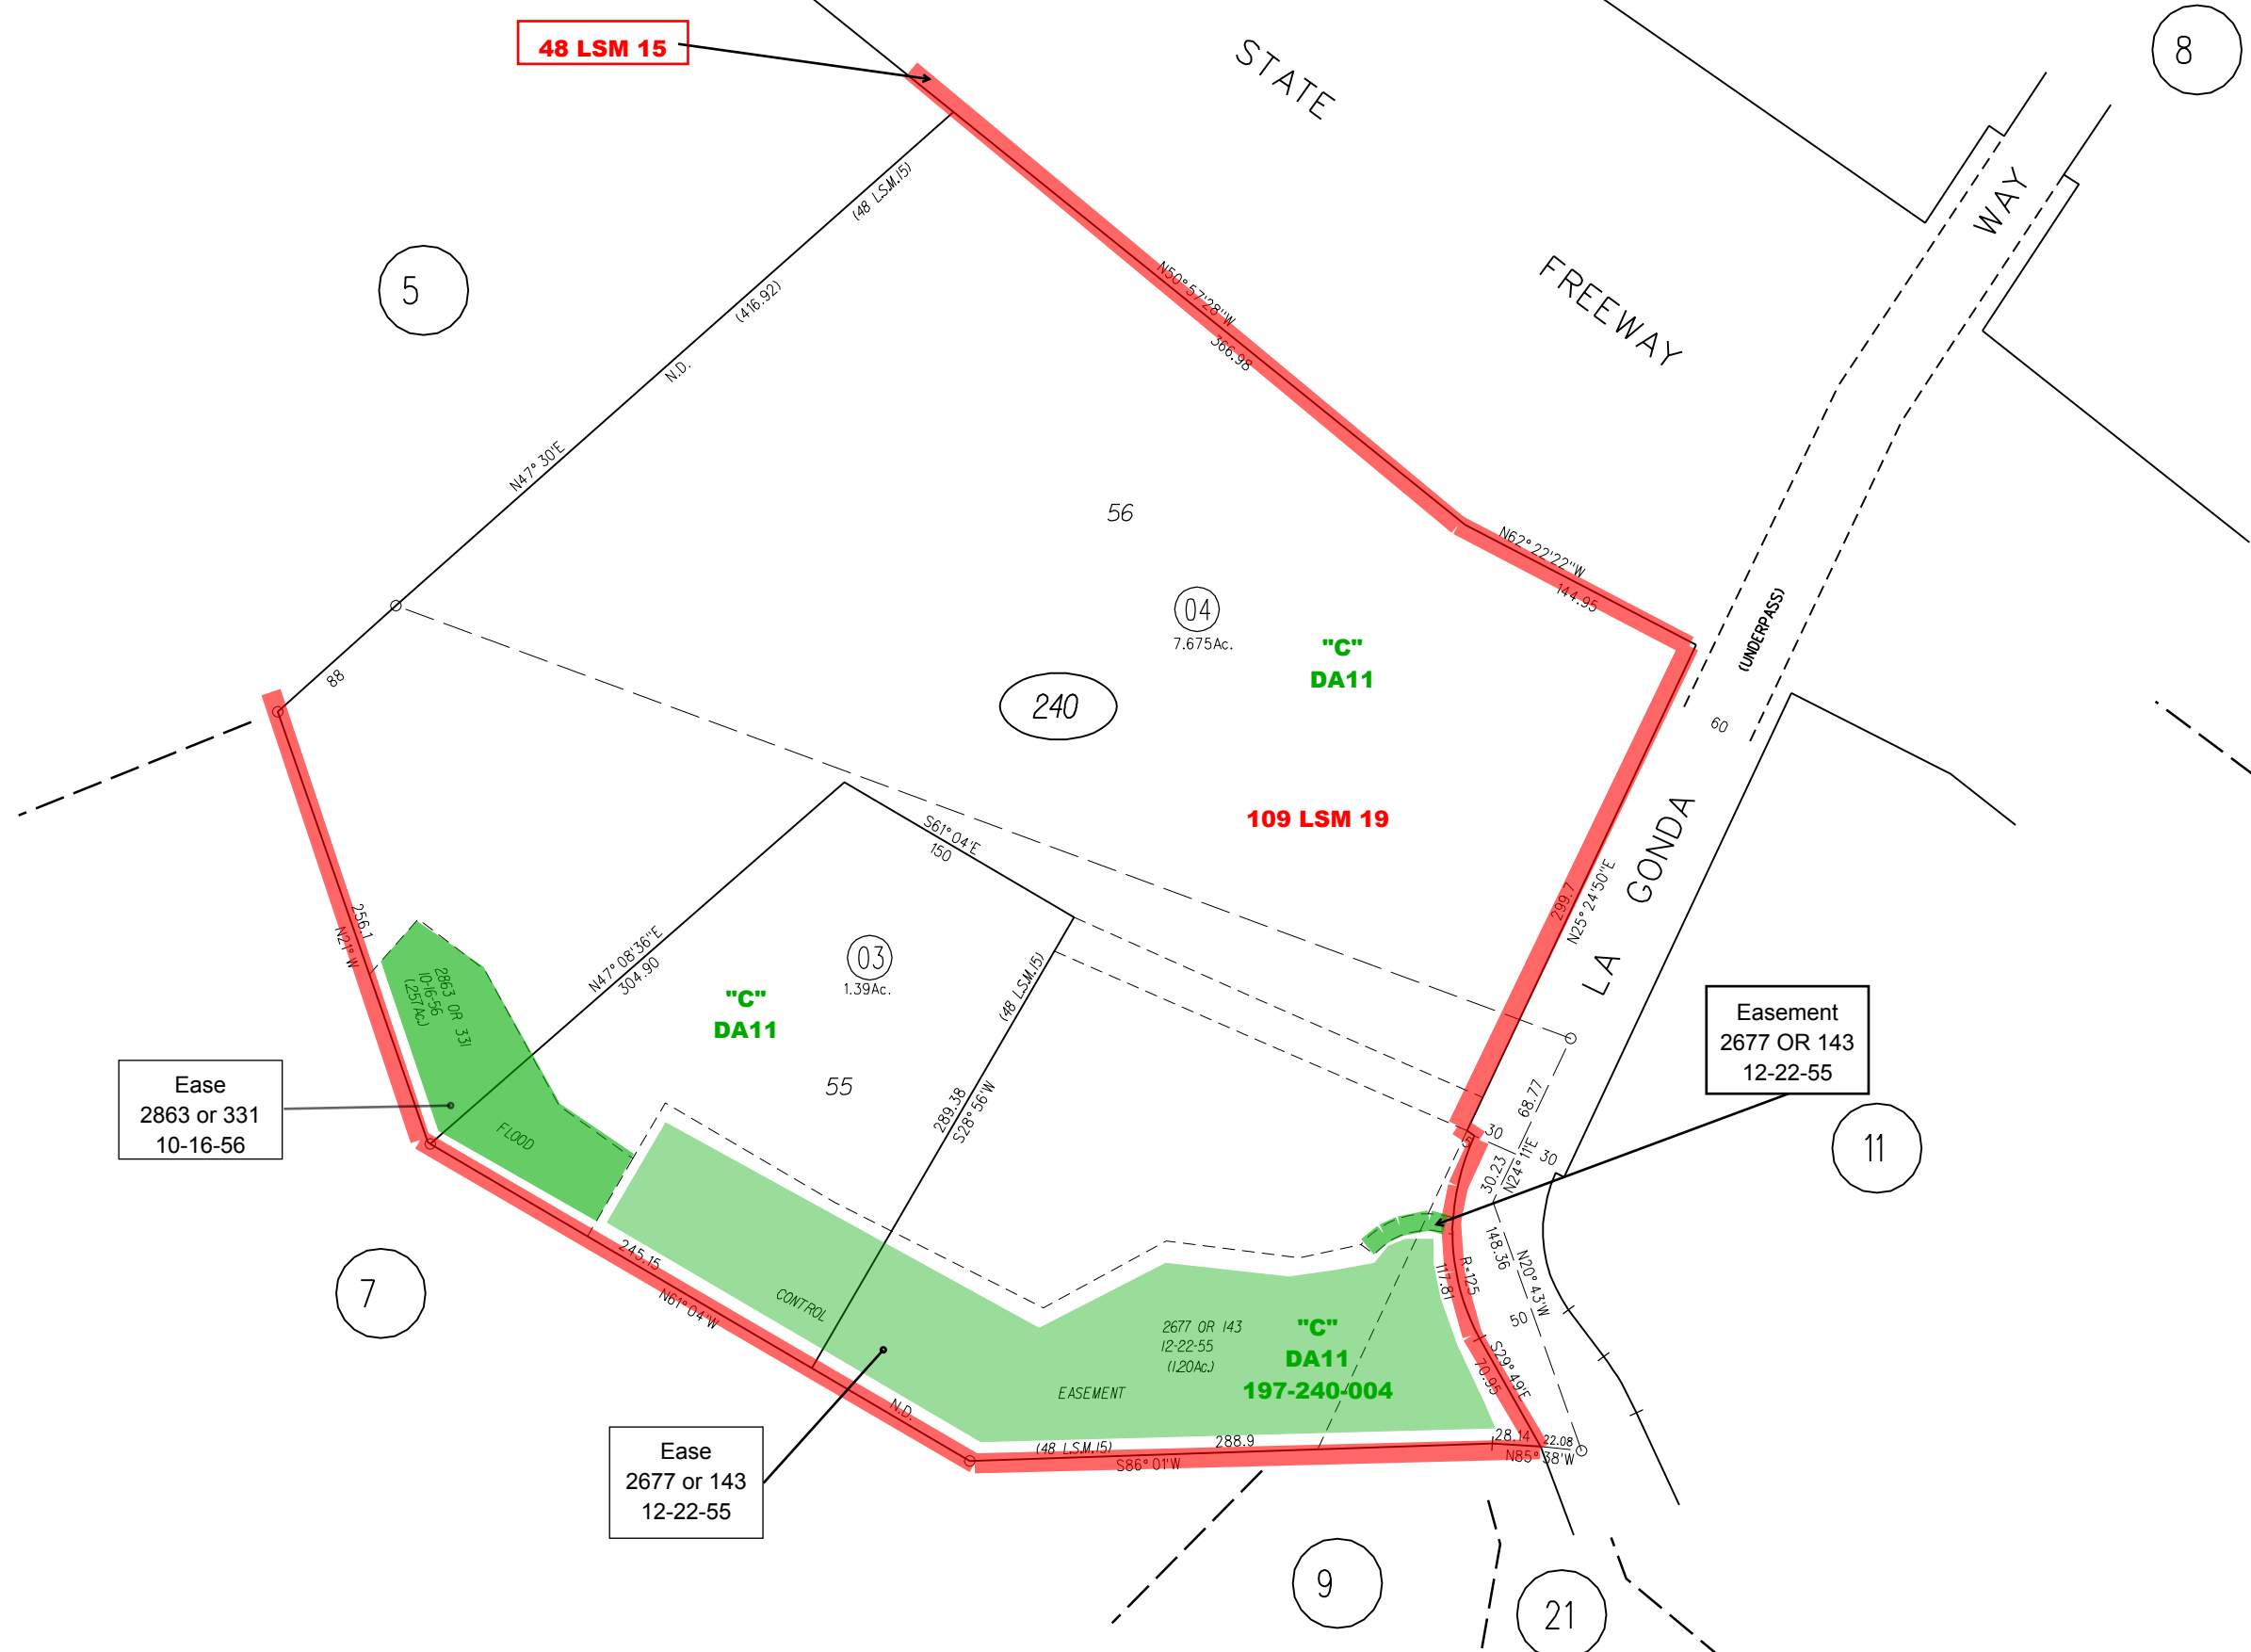 48 LSM 15
STATE
8
WAY
(48 L.S.M.15)
5
(416.92)
N50°57'28"W
366.98
FREEWAY
N.D.
N47°30'E
56
N62°22'22"W
144.95
04
7.675Ac.
"C"
DA11
(UNDERPASS)
88
240
60
109 LSM 19
S61°04'E
150
LA GONDA
299.7
N25°24'50"E
256.1
N21°W
N47°08'36"E
304.90
03
1.39Ac.
"C"
DA11
(48 L.S.M.15)
2863 OR 331
10-16-56
(.257Ac.)
Easement
2677 OR 143
12-22-55
Ease
2863 or 331
10-16-56
55
289.38
S28°56'W
68.77
30
30
30.23
N24°11'E
11
FLOOD
7
245.15
N61°04'W
CONTROL
148.36
N20°43'W
R=125
117.81
50
2677 OR 143
12-22-55
(1.20Ac.)
"C"
DA11
197-240-004
EASEMENT
S29°49'E
70.95
N.D.
(48 L.S.M.15)
288.9
S86°01'W
28.14
22.08
N85°38'W
Ease
2677 or 143
12-22-55
9
21